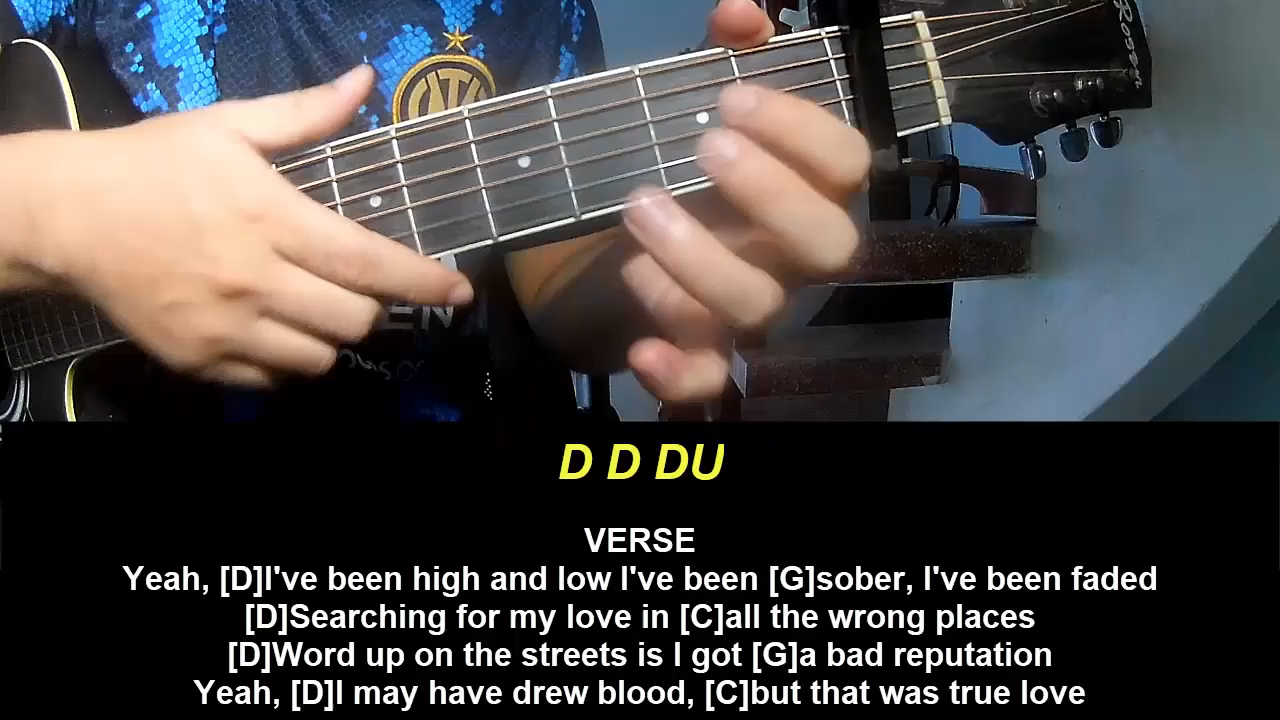 Rosen
EN
D D DU
VERSE
Yeah, [D]I've been high and low I've been [G]sober, I've been faded
[D]Searching for my love in [C]all the wrong places
[D]Word up on the streets is I got [G]a bad reputation
Yeah, [D]I may have drew blood, [C]but that was true love